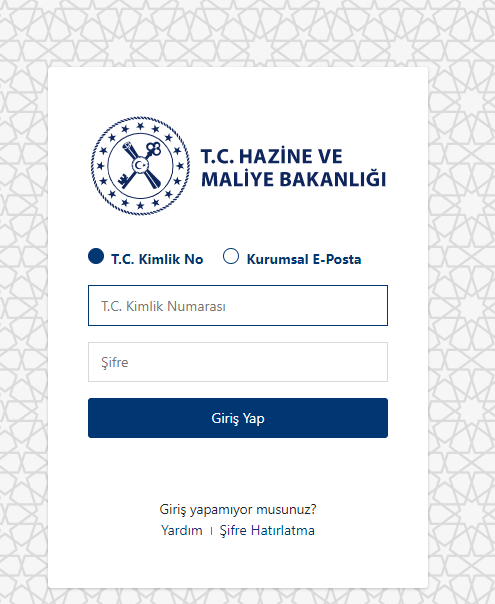 T.C. HAZİNE VE
MALİYE BAKANLIĞI
T.C. Kimlik No Kurumsal E-Posta
T.C. Kimlik Numarası
Şifre
Giriş Yap
Giriş yapamıyor musunuz?
Yardım | Şifre Hatırlatma